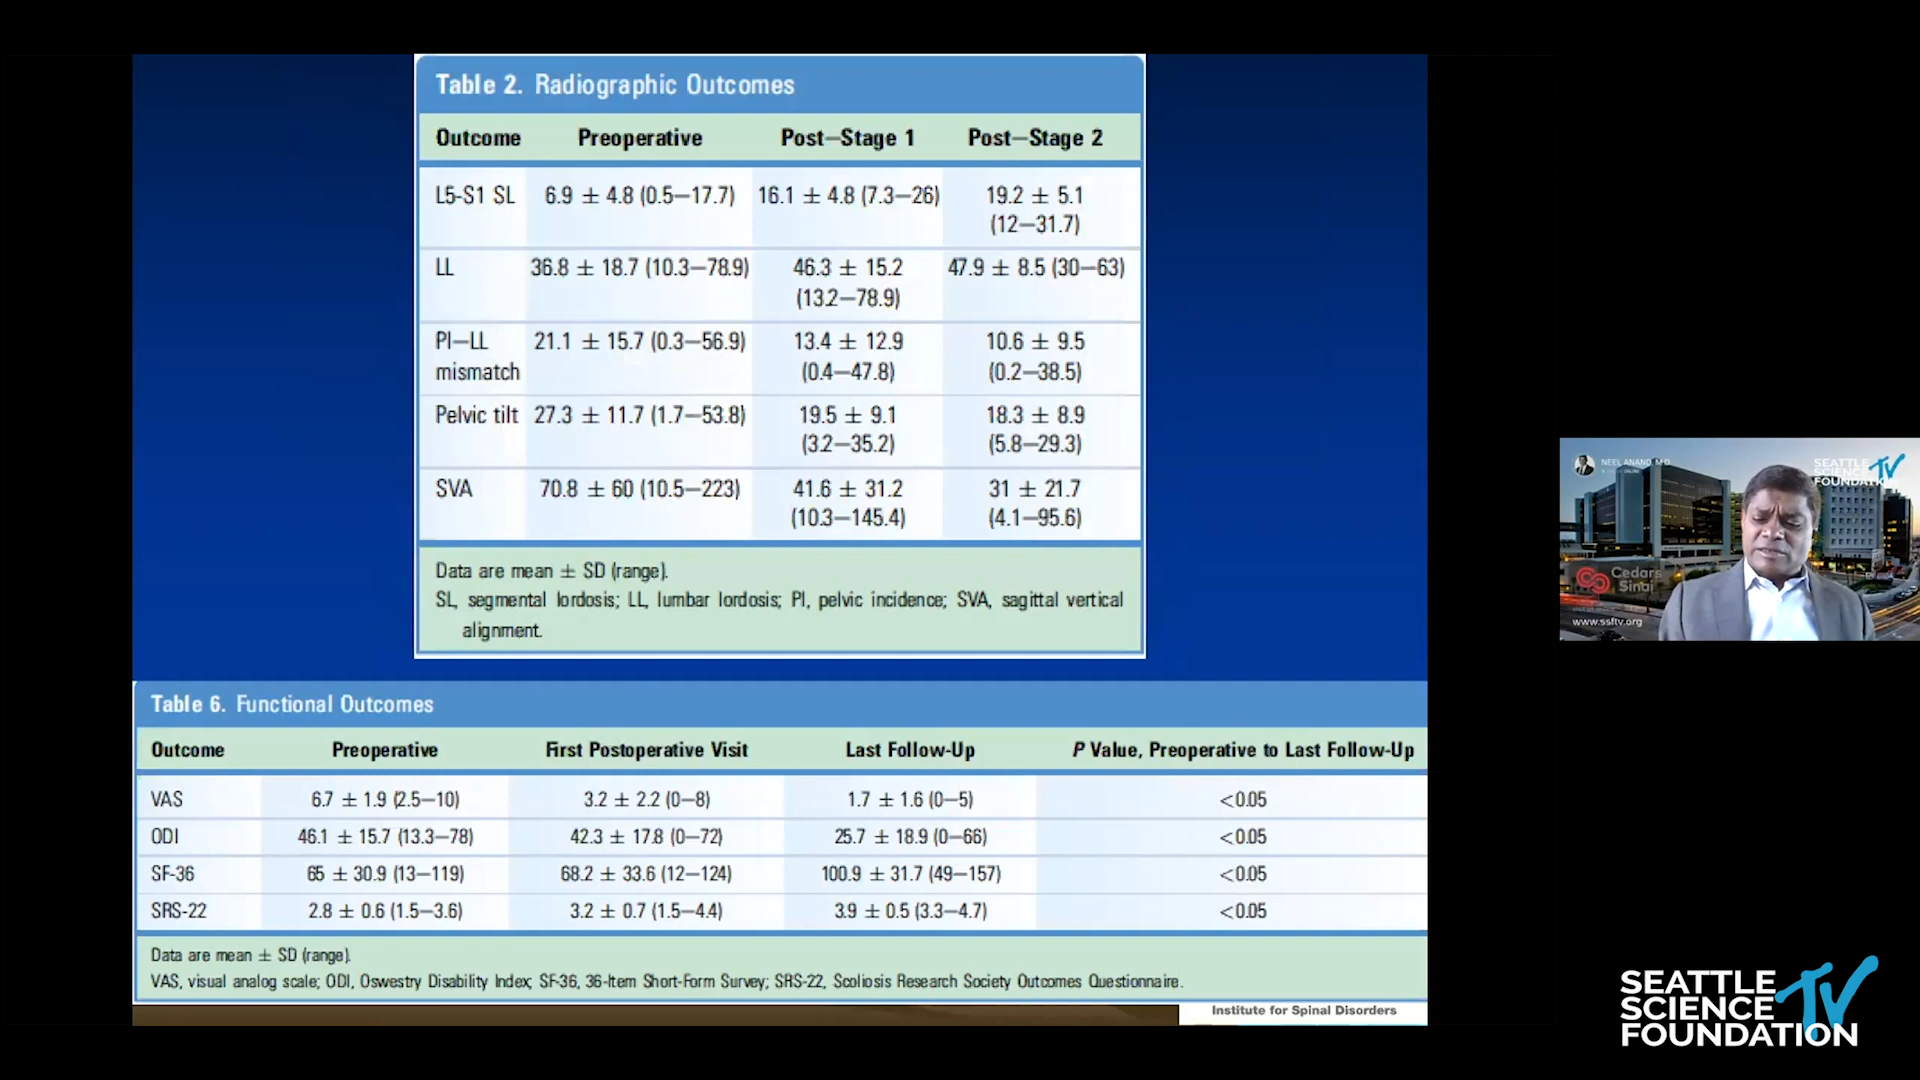 Table 2. Radiographic Outcomes
Outcome Preoperative Post—Stage 1 Post—Stage 2
L5-S1 SL 6.9 ± 4.8 (0.5—17.7) 16.1 ± 4.8 (7.3—26) 19.2 ± 5.1
(12—31.7)
LL 36.8 ± 18.7 (10.3—78.9) 46.3 ± 15.2 47.9 ± 8.5 (30—63)
(13.2—78.9)
PI—LL 21.1 ± 15.7 (0.3—56.9) 13.4 ± 12.9 10.6 ± 9.5
mismatch (0.4—47.8) (0.2—38.5)
Pelvic tilt 27.3 ± 11.7 (1.7—53.8) 19.5 ± 9.1 18.3 ± 8.9
(3.2—35.2) (5.8—29.3)
SVA 70.8 ± 60 (10.5—223) 41.6 ± 31.2 31 ± 21.7
(10.3—145.4) (4.1—95.6)
Data are mean ± SD (range).
SL, segmental lordosis; LL, lumbar lordosis; PI, pelvic incidence; SVA, sagittal vertical
alignment.
Table 6. Functional Outcomes
Outcome Preoperative First Postoperative Visit Last Follow-Up P Value, Preoperative to Last Follow-Up
VAS 6.7 ± 1.9 (2.5—10) 3.2 ± 2.2 (0—8) 1.7 ± 1.6 (0—5) <0.05
ODI 46.1 ± 15.7 (13.3—78) 42.3 ± 17.8 (0—72) 25.7 ± 18.9 (0—66) <0.05
SF-36 65 ± 30.9 (13—119) 68.2 ± 33.6 (12—124) 100.9 ± 31.7 (49—157) <0.05
SRS-22 2.8 ± 0.6 (1.5—3.6) 3.2 ± 0.7 (1.5—4.4) 3.9 ± 0.5 (3.3—4.7) <0.05
Data are mean ± SD (range).
VAS, visual analog scale; ODI, Oswestry Disability Index; SF-36, 36-Item Short-Form Survey; SRS-22, Scoliosis Research Society Outcomes Questionnaire.
Institute for Spinal Disorders
NEEL ANAND, M.D.
SEATTLE
SCIENCE TV
FOUNDATION
Cedars
Sinai
www.ssftv.org
SEATTLE
SCIENCE TV
FOUNDATION